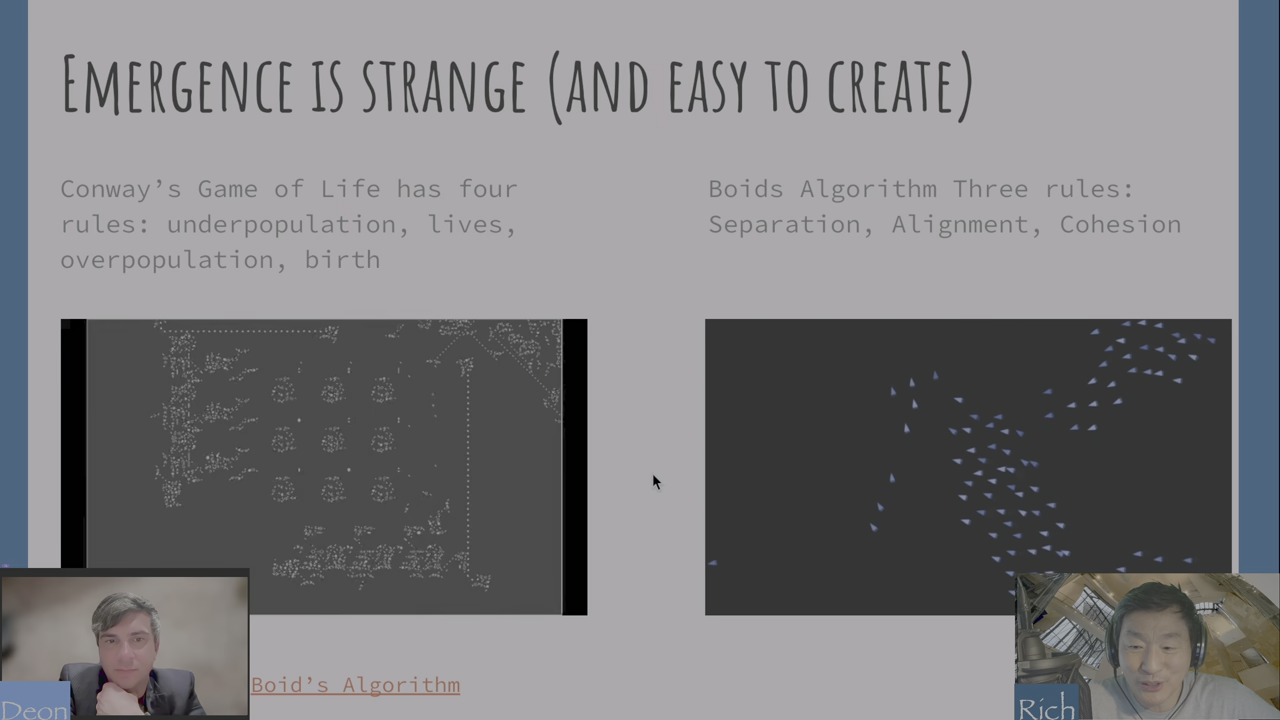 EMERGENCE IS STRANGE (AND EASY TO CREATE)
Conway’s Game of Life has four
rules: underpopulation, lives,
overpopulation, birth
Boids Algorithm Three rules:
Separation, Alignment, Cohesion
Boid’s Algorithm
Deon
Rich